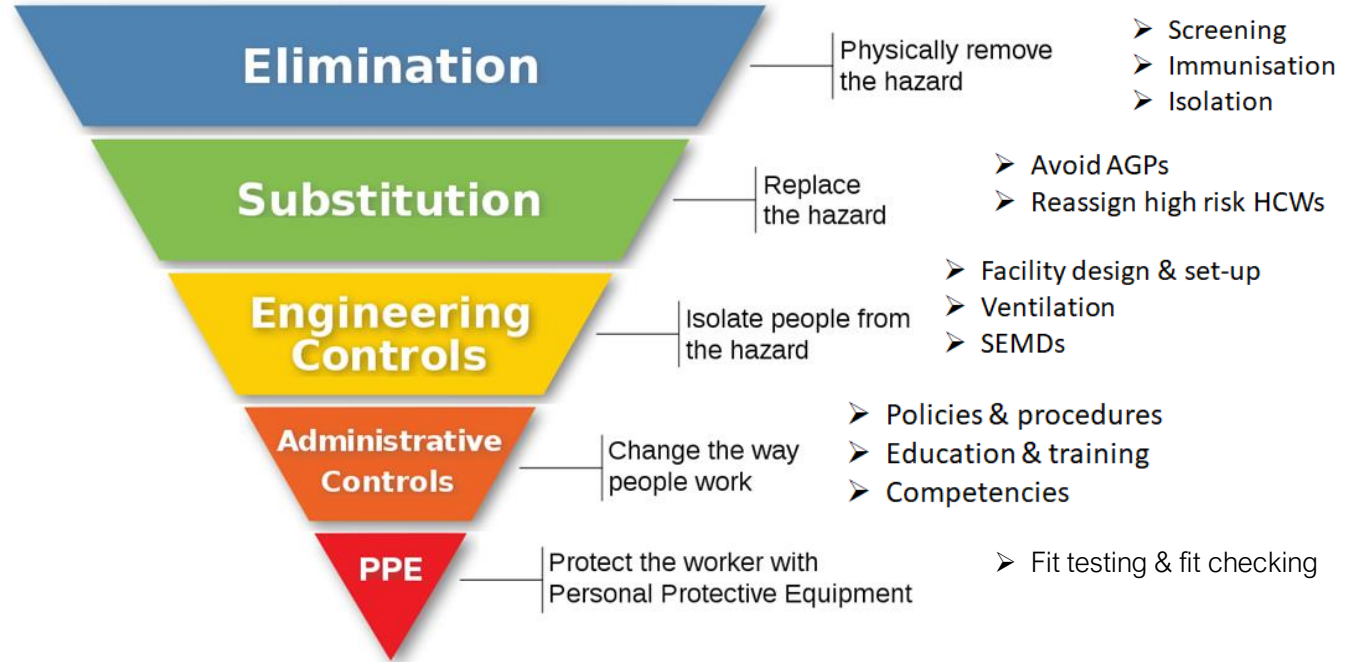 Elimination
Physically remove
the hazard
➢ Screening
➢ Immunisation
➢ Isolation
Substitution
Replace
the hazard
➢ Avoid AGPs
➢ Reassign high risk HCWs
Engineering
Controls
Isolate people from
the hazard
➢ Facility design & set-up
➢ Ventilation
➢ SEMDs
Administrative
Controls
Change the way
people work
➢ Policies & procedures
➢ Education & training
➢ Competencies
PPE
Protect the worker with
Personal Protective Equipment
➢ Fit testing & fit checking